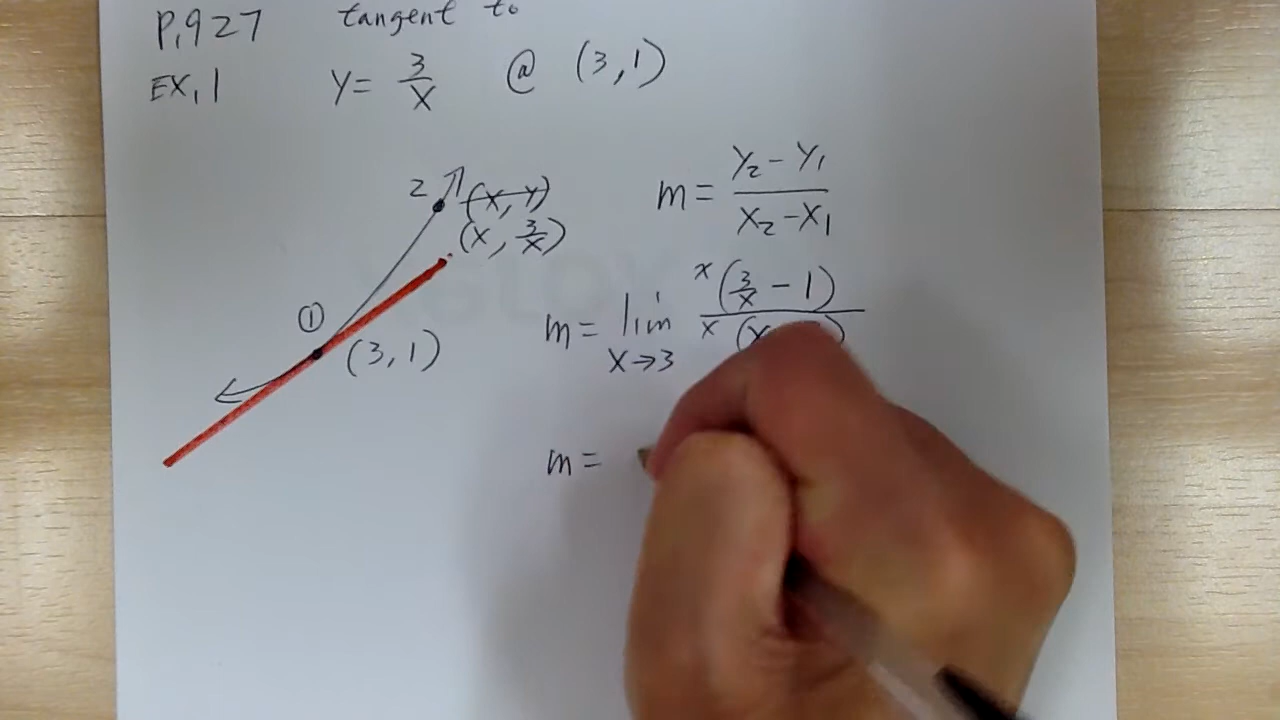 P.927 tangent to
EX.1 Y = 3/X @ (3,1)
2 (X, Y)
(X, 3/X)
① (3,1)
m = Y₂ - Y₁ / X₂ - X₁
m = lim X→3 x(3/X - 1) / x(X
m =